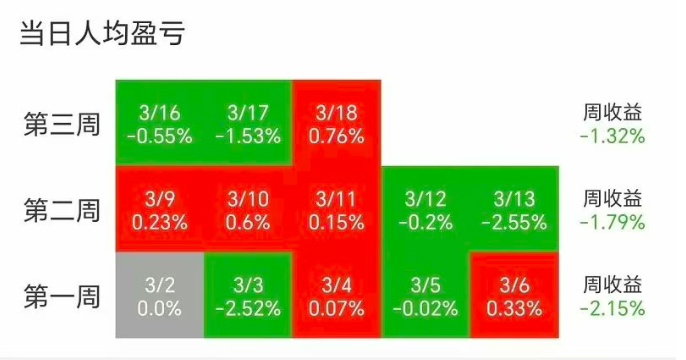 当日人均盈亏
第三周 3/16 3/17 3/18 周收益
-0.55% -1.53% 0.76% -1.32%
第二周 3/9 3/10 3/11 3/12 3/13 周收益
0.23% 0.6% 0.15% -0.2% -2.55% -1.79%
第一周 3/2 3/3 3/4 3/5 3/6 周收益
0.0% -2.52% 0.07% -0.02% 0.33% -2.15%